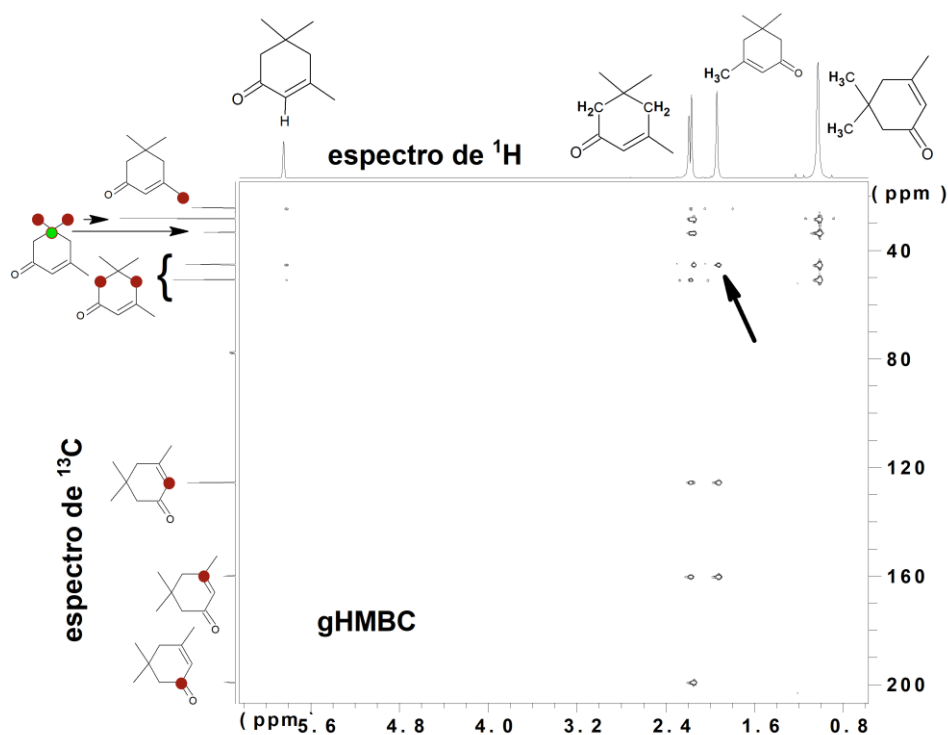 O
H
espectro de ¹H
H₂C
CH₂
O
H₃C
O
H₃C
H₃C
O
( ppm )
O
O
O
{
40
80
120
160
200
espectro de ¹³C
O
O
O
gHMBC
( ppm
5.6
4.8
4.0
3.2
2.4
1.6
0.8